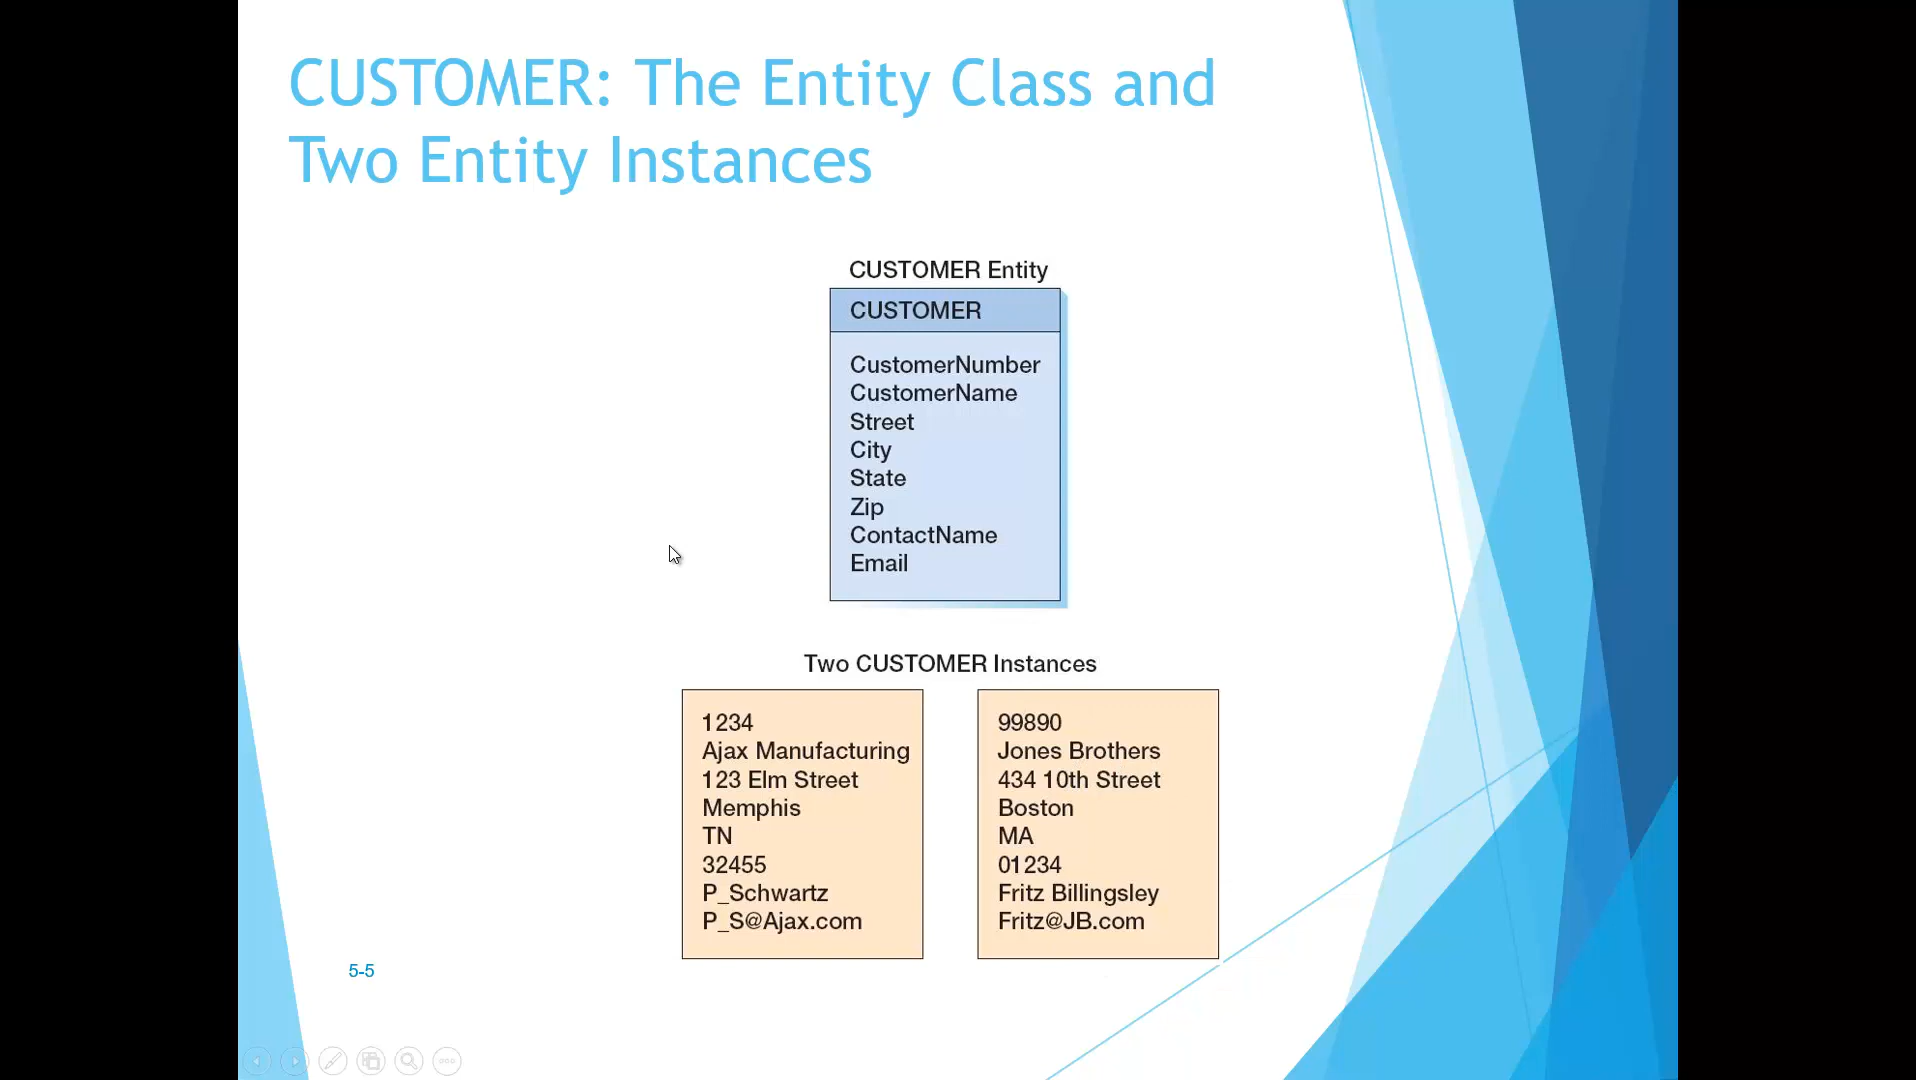 CUSTOMER: The Entity Class and
Two Entity Instances
CUSTOMER Entity
CUSTOMER
CustomerNumber
CustomerName
Street
City
State
Zip
ContactName
Email
Two CUSTOMER Instances
1234
Ajax Manufacturing
123 Elm Street
Memphis
TN
32455
P_Schwartz
P_S@Ajax.com
99890
Jones Brothers
434 10th Street
Boston
MA
01234
Fritz Billingsley
Fritz@JB.com
5-5